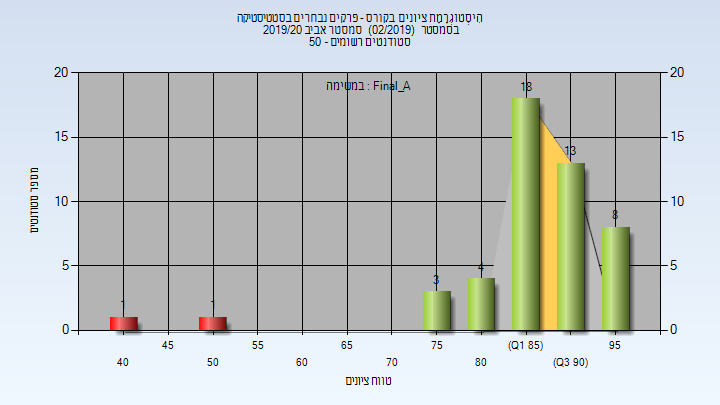 הִיסְטוגְרָמַת ציונים בקורס - פרקים נבחרים בסטטיסטיקה
בסמסטר (02/2019) סמסטר אביב 2019/20
סטודנטים רשומים - 50
במשימה : Final_A
20 20
15 15
10 10
5 5
0 0
מספר סטודנטים
18
13
8
4
3
1
1
45 55 65 75 (Q1 85) 95
40 50 60 70 80 (Q3 90)
טווח ציונים